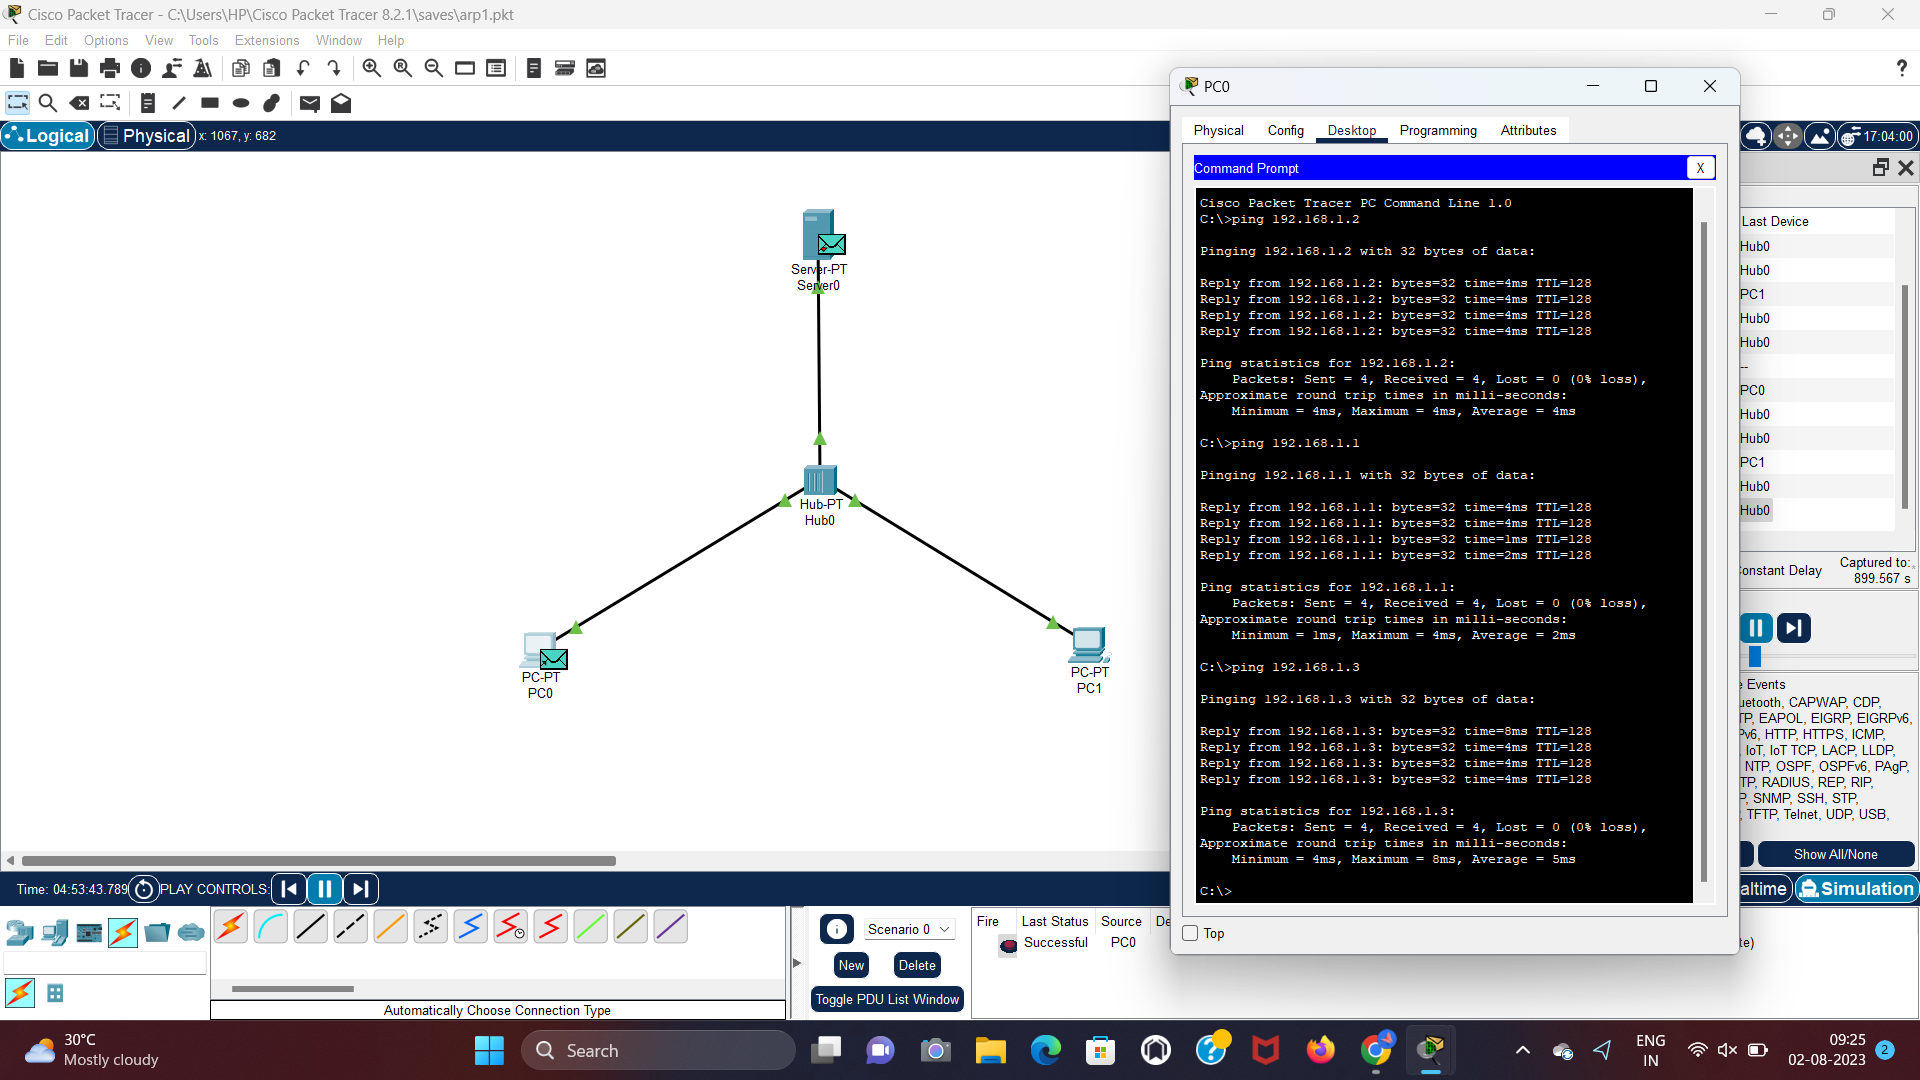 Cisco Packet Tracer - C:\Users\HP\Cisco Packet Tracer 8.2.1\saves\arp1.pkt
File Edit Options View Tools Extensions Window Help
Logical Physical x: 1067, y: 682
17:04:00
Server-PT
Server0
Hub-PT
Hub0
PC-PT
PC0
PC-PT
PC1
PC0
Physical Config Desktop Programming Attributes
Command Prompt X
Cisco Packet Tracer PC Command Line 1.0
C:\>ping 192.168.1.2
Pinging 192.168.1.2 with 32 bytes of data:
Reply from 192.168.1.2: bytes=32 time=4ms TTL=128
Reply from 192.168.1.2: bytes=32 time=4ms TTL=128
Reply from 192.168.1.2: bytes=32 time=4ms TTL=128
Reply from 192.168.1.2: bytes=32 time=4ms TTL=128
Ping statistics for 192.168.1.2:
Packets: Sent = 4, Received = 4, Lost = 0 (0% loss),
Approximate round trip times in milli-seconds:
Minimum = 4ms, Maximum = 4ms, Average = 4ms
C:\>ping 192.168.1.1
Pinging 192.168.1.1 with 32 bytes of data:
Reply from 192.168.1.1: bytes=32 time=4ms TTL=128
Reply from 192.168.1.1: bytes=32 time=4ms TTL=128
Reply from 192.168.1.1: bytes=32 time=1ms TTL=128
Reply from 192.168.1.1: bytes=32 time=2ms TTL=128
Ping statistics for 192.168.1.1:
Packets: Sent = 4, Received = 4, Lost = 0 (0% loss),
Approximate round trip times in milli-seconds:
Minimum = 1ms, Maximum = 4ms, Average = 2ms
C:\>ping 192.168.1.3
Pinging 192.168.1.3 with 32 bytes of data:
Reply from 192.168.1.3: bytes=32 time=8ms TTL=128
Reply from 192.168.1.3: bytes=32 time=4ms TTL=128
Reply from 192.168.1.3: bytes=32 time=4ms TTL=128
Reply from 192.168.1.3: bytes=32 time=4ms TTL=128
Ping statistics for 192.168.1.3:
Packets: Sent = 4, Received = 4, Lost = 0 (0% loss),
Approximate round trip times in milli-seconds:
Minimum = 4ms, Maximum = 8ms, Average = 5ms
C:\>
Top
Last Device
Hub0
Hub0
PC1
Hub0
Hub0
--
PC0
Hub0
Hub0
PC1
Hub0
Hub0
onstant Delay Captured to:
899.567 s
Events
uetooth, CAPWAP, CDP,
TP, EAPOL, EIGRP, EIGRPv6,
Pv6, HTTP, HTTPS, ICMP,
IoT, IoT TCP, LACP, LLDP,
NTP, OSPF, OSPFv6, PAgP,
TP, RADIUS, REP, RIP,
P, SNMP, SSH, STP,
TFTP, Telnet, UDP, USB,
Show All/None
altime Simulation
Time: 04:53:43.789 PLAY CONTROLS:
Automatically Choose Connection Type
Scenario 0
New Delete
Toggle PDU List Window
Fire Last Status Source De
Successful PC0 te)
30°C
Mostly cloudy
Search
ENG
IN
09:25
02-08-2023
2